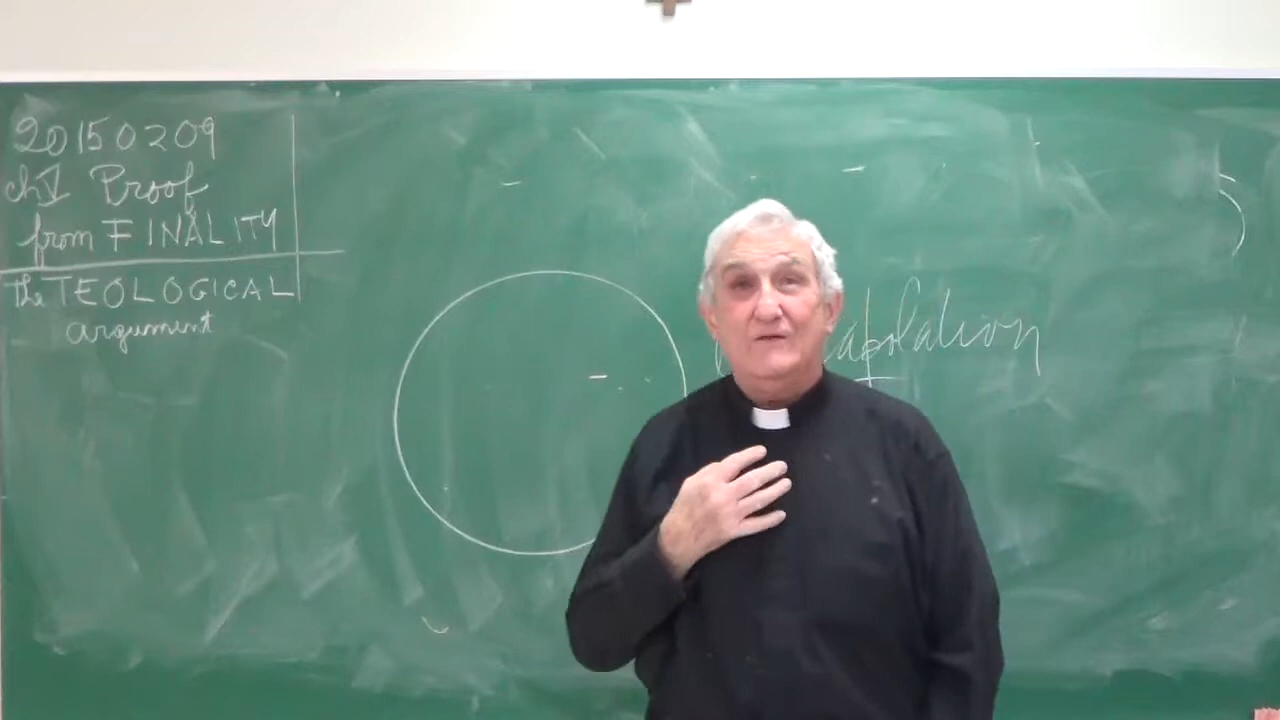 20150209
ch V Proof
from FINALITY
the TEOLOGICAL
argument